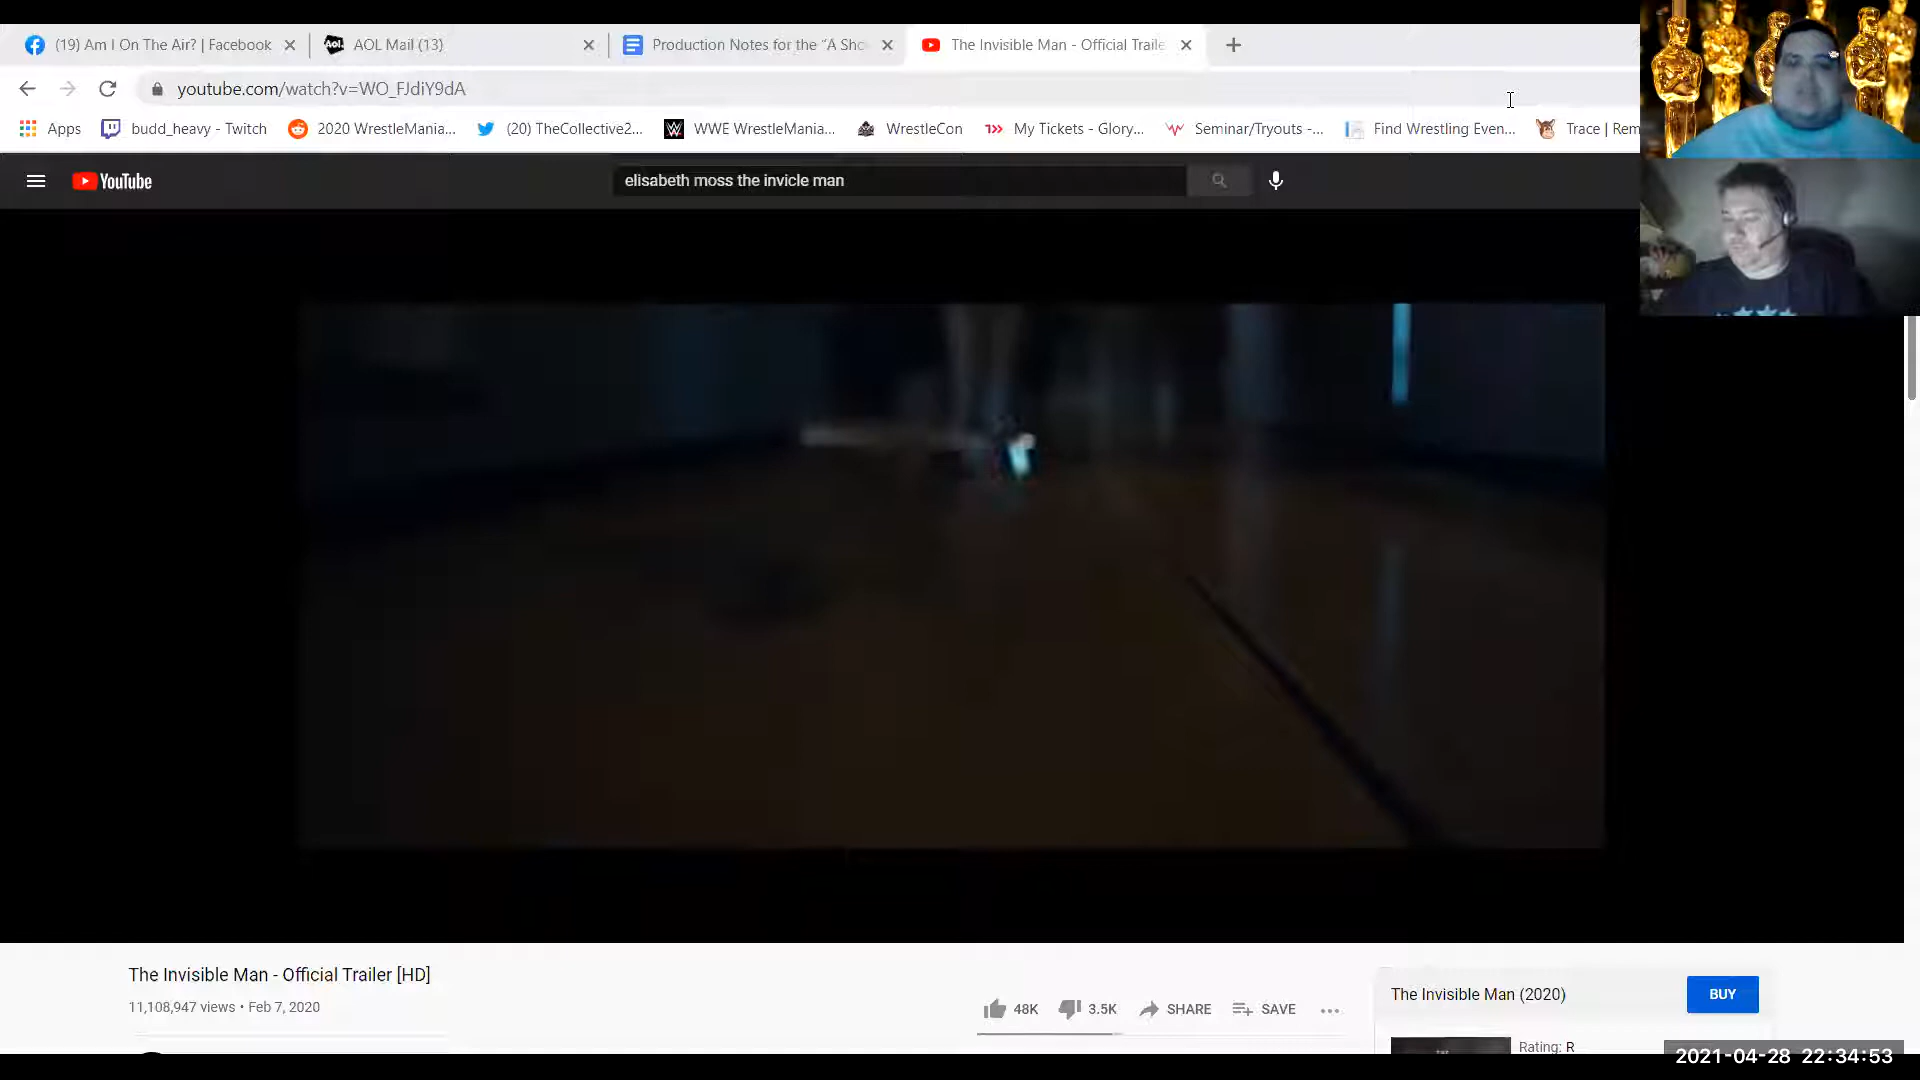 (19) Am I On The Air? | Facebook
Aol.
AOL Mail (13)
Production Notes for the “A Sho
The Invisible Man - Official Traile
youtube.com/watch?v=WO_FJdiY9dA
Apps
budd_heavy - Twitch
2020 WrestleMania...
(20) TheCollective2...
WWE WrestleMania...
WrestleCon
My Tickets - Glory...
Seminar/Tryouts -...
Find Wrestling Even...
Trace | Rem
YouTube
elisabeth moss the invicle man
The Invisible Man - Official Trailer [HD]
11,108,947 views • Feb 7, 2020
48K
3.5K
SHARE
SAVE
The Invisible Man (2020)
BUY
Rating: R
2021-04-28 22:34:53